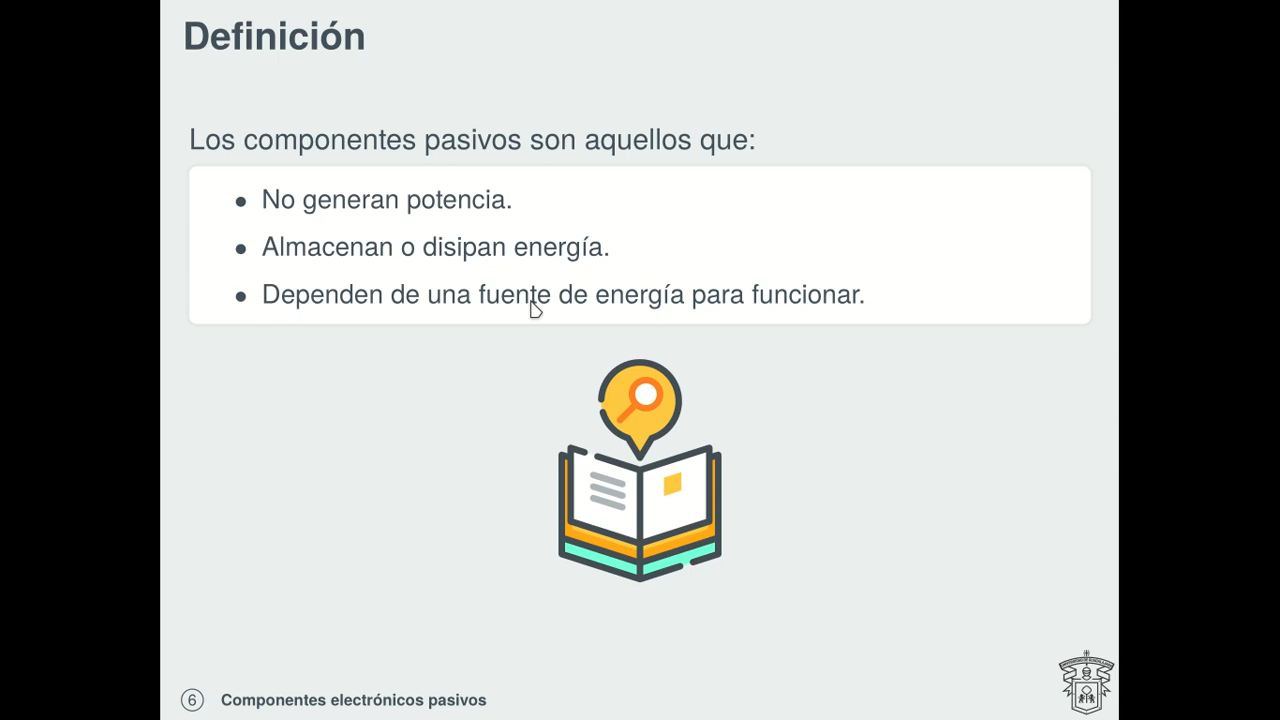 Definición
Los componentes pasivos son aquellos que:
• No generan potencia.
• Almacenan o disipan energía.
• Dependen de una fuente de energía para funcionar.
6 Componentes electrónicos pasivos